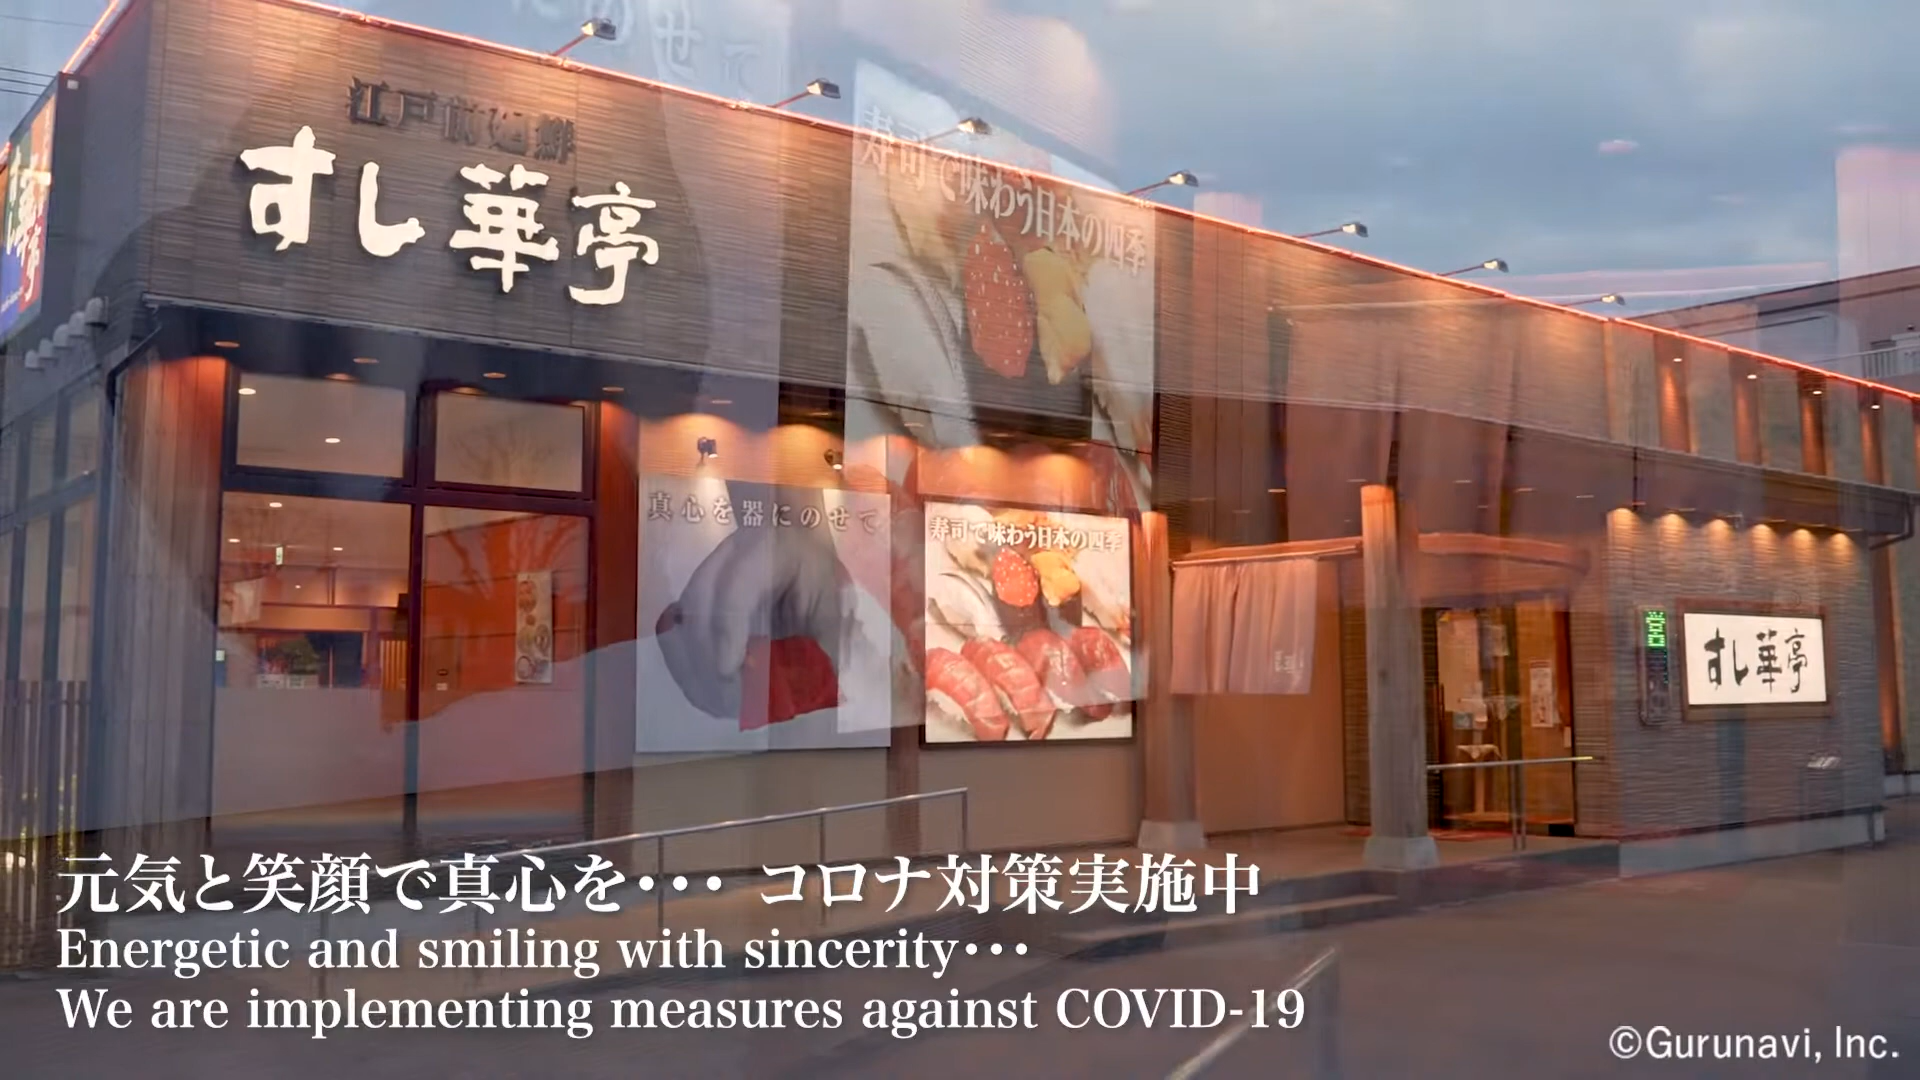 江戸前廻鮮
すし華亭
寿司で味わう日本の四季
真心を器にのせて
寿司で味わう日本の四季
すし華亭
元気と笑顔で真心を・・・ コロナ対策実施中
Energetic and smiling with sincerity・・・
We are implementing measures against COVID-19
©Gurunavi, Inc.